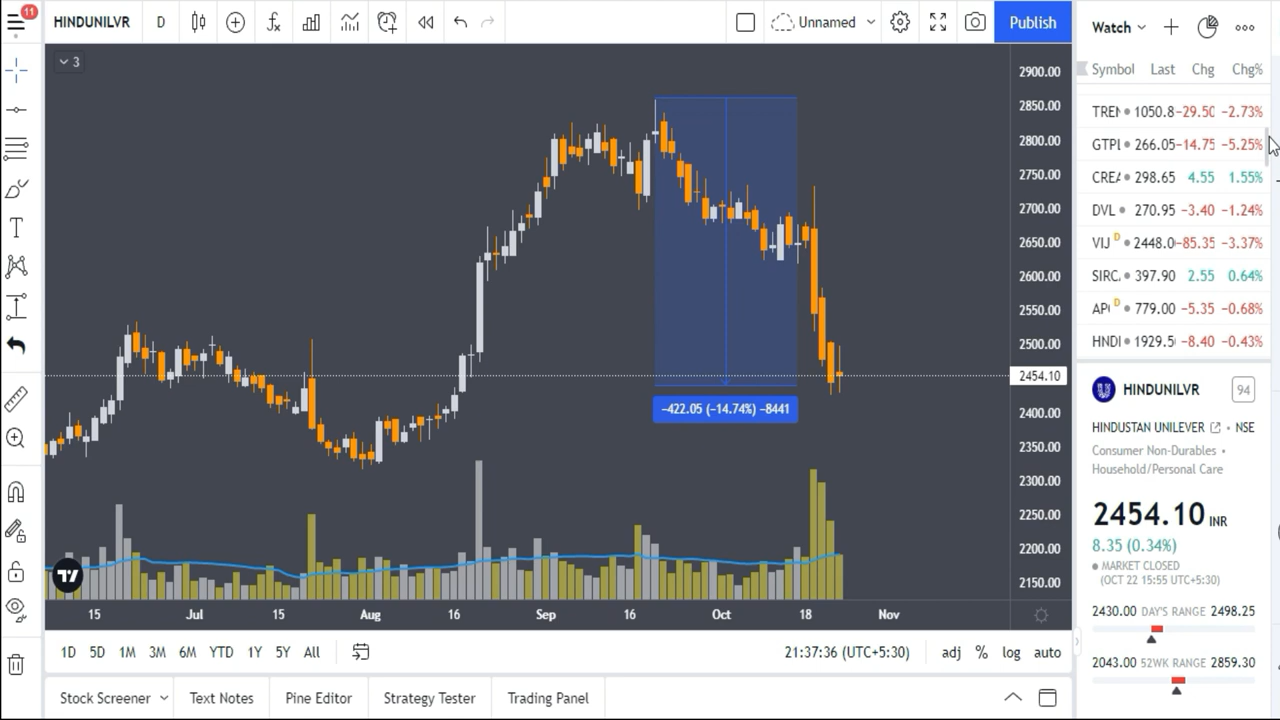 11
HINDUNILVR D Unnamed Publish
3
2900.00
2850.00
2800.00
2750.00
2700.00
2650.00
2600.00
2550.00
2500.00
2454.10
2400.00
2350.00
2300.00
2250.00
2200.00
2150.00
−422.05 (−14.74%) −8441
15 Jul 15 Aug 16 Sep 16 Oct 18 Nov
1D 5D 1M 3M 6M YTD 1Y 5Y All 21:37:36 (UTC+5:30) adj % log auto
Stock Screener Text Notes Pine Editor Strategy Tester Trading Panel
Watch
Symbol Last Chg Chg%
TREN 1050.8 −29.50 −2.73%
GTPL 266.05 −14.75 −5.25%
CREA 298.65 4.55 1.55%
DVL 270.95 −3.40 −1.24%
VIJ D 2448.0 −85.35 −3.37%
SIRC 397.90 2.55 0.64%
D 779.00 −5.35 −0.68%
HNDI 1929.5 −8.40 −0.43%
HINDUNILVR 94
HINDUSTAN UNILEVER • NSE
Consumer Non-Durables •
Household/Personal Care
2454.10 INR
8.35 (0.34%)
MARKET CLOSED
(OCT 22 15:55 UTC+5:30)
2430.00 DAY'S RANGE 2498.25
2043.00 52WK RANGE 2859.30